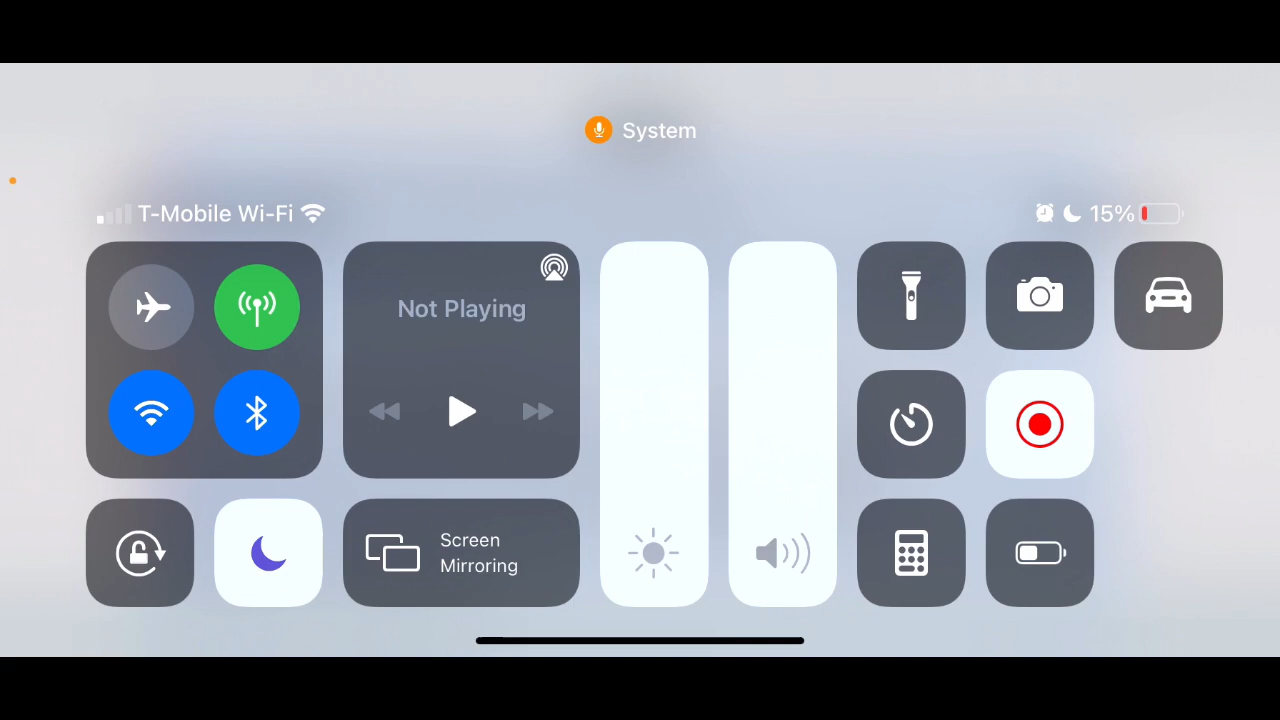 System
T-Mobile Wi-Fi
15%
Not Playing
Screen
Mirroring